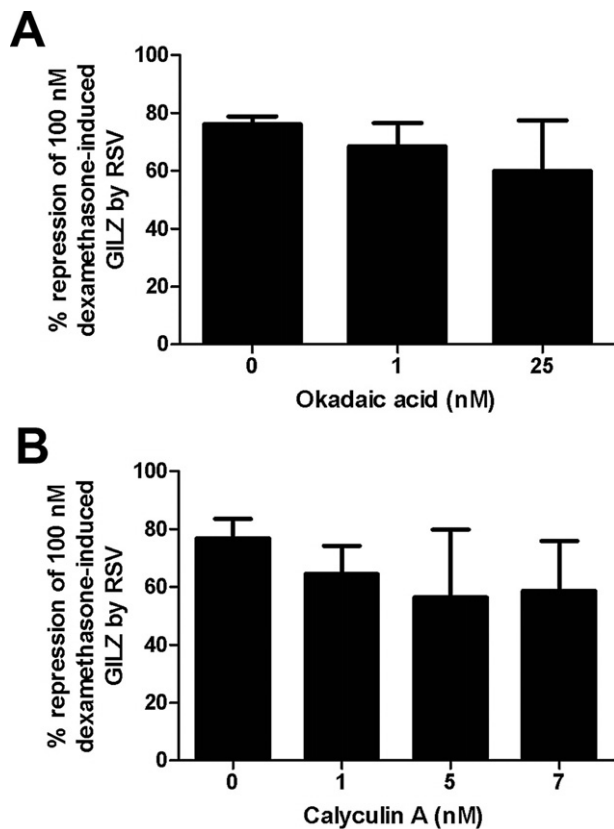 A
% repression of 100 nM
dexamethasone-induced
GILZ by RSV
100
80
60
40
20
0
0 1 25
Okadaic acid (nM)
B
% repression of 100 nM
dexamethasone-induced
GILZ by RSV
100
80
60
40
20
0
0 1 5 7
Calyculin A (nM)